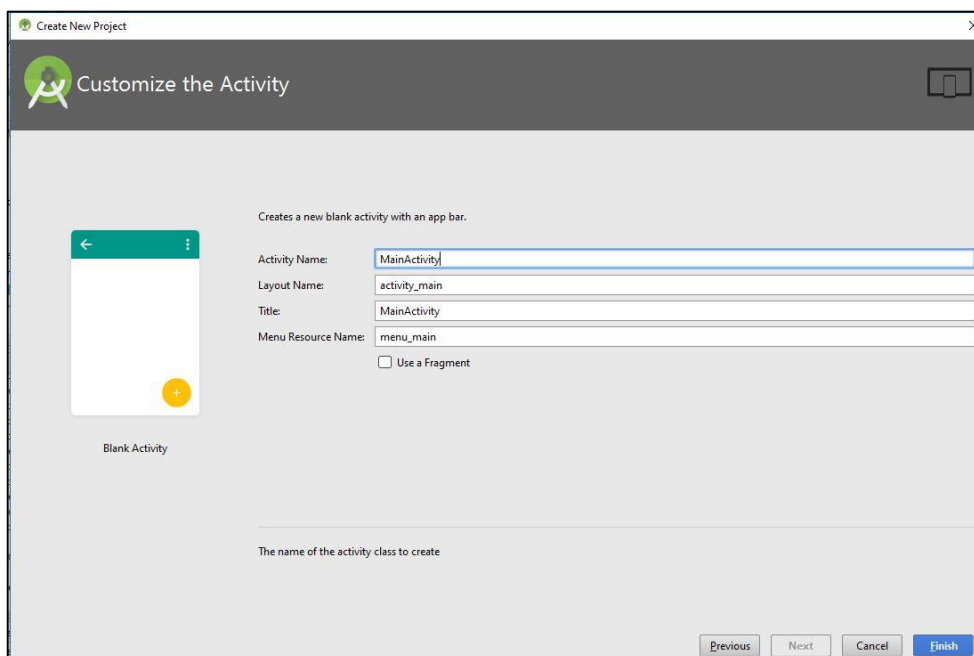 Create New Project
Customize the Activity
Creates a new blank activity with an app bar.
Activity Name: MainActivity
Layout Name: activity_main
Title: MainActivity
Menu Resource Name: menu_main
Use a Fragment
Blank Activity
The name of the activity class to create
Previous Next Cancel Finish